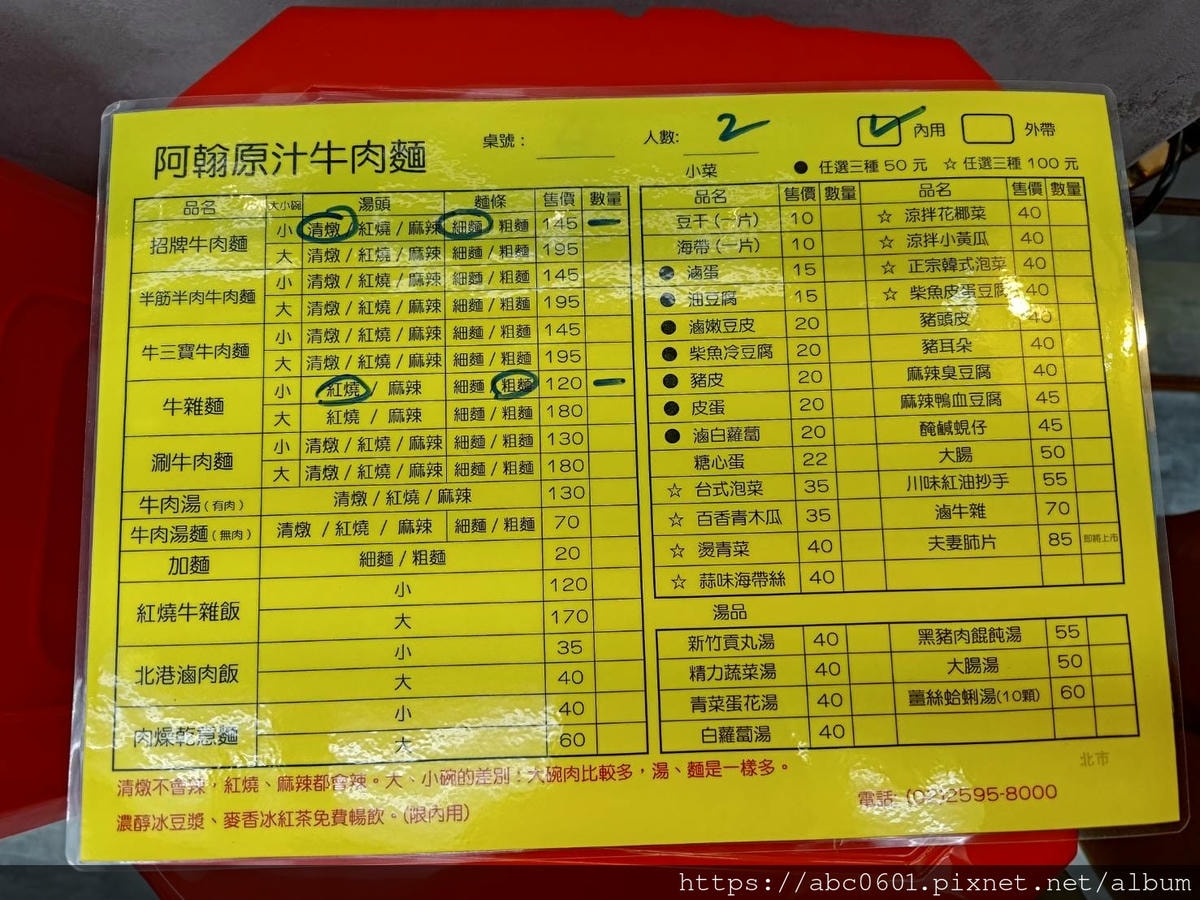 阿翰原汁牛肉麵 桌號： 人數: 2 ✓ 內用 外帶
小菜 ● 任選三種 50 元 ☆ 任選三種 100 元
品名 大小碗 湯頭 麵條 售價 數量
招牌牛肉麵 小 清燉 / 紅燒 / 麻辣 細麵 / 粗麵 145 一
大 清燉 / 紅燒 / 麻辣 細麵 / 粗麵 195
半筋半肉牛肉麵 小 清燉 / 紅燒 / 麻辣 細麵 / 粗麵 145
大 清燉 / 紅燒 / 麻辣 細麵 / 粗麵 195
牛三寶牛肉麵 小 清燉 / 紅燒 / 麻辣 細麵 / 粗麵 145
大 清燉 / 紅燒 / 麻辣 細麵 / 粗麵 195
牛雜麵 小 紅燒 / 麻辣 細麵 / 粗麵 120 一
大 紅燒 / 麻辣 細麵 / 粗麵 180
涮牛肉麵 小 清燉 / 紅燒 / 麻辣 細麵 / 粗麵 130
大 清燉 / 紅燒 / 麻辣 細麵 / 粗麵 180
牛肉湯(有肉) 清燉 / 紅燒 / 麻辣 130
牛肉湯麵(無肉) 清燉 / 紅燒 / 麻辣 細麵 / 粗麵 70
加麵 細麵 / 粗麵 20
紅燒牛雜飯 小 120
大 170
北港滷肉飯 小 35
大 40
肉燥乾意麵 小 40
大 60
品名 售價 數量 品名 售價 數量
豆干(一片) 10 ☆ 涼拌花椰菜 40
海帶(一片) 10 ☆ 涼拌小黃瓜 40
● 滷蛋 15 ☆ 正宗韓式泡菜 40
● 油豆腐 15 ☆ 柴魚皮蛋豆腐 40
● 滷嫩豆皮 20 豬頭皮 40
● 柴魚冷豆腐 20 豬耳朵 40
● 豬皮 20 麻辣臭豆腐 40
● 皮蛋 20 麻辣鴨血豆腐 45
● 滷白蘿蔔 20 醃鹹蜆仔 45
糖心蛋 22 大腸 50
☆ 台式泡菜 35 川味紅油抄手 55
☆ 百香青木瓜 35 滷牛雜 70
☆ 燙青菜 40 夫妻肺片 85 即將上市
☆ 蒜味海帶絲 40
湯品
新竹貢丸湯 40 黑豬肉餛飩湯 55
精力蔬菜湯 40 大腸湯 50
青菜蛋花湯 40 薑絲蛤蜊湯(10顆) 60
白蘿蔔湯 40
北市
清燉不會辣，紅燒、麻辣都會辣。大、小碗的差別：大碗肉比較多，湯、麵是一樣多。
濃醇冰豆漿、麥香冰紅茶免費暢飲。(限內用)
電話: (02)2595-8000
https://abc0601.pixnet.net/album